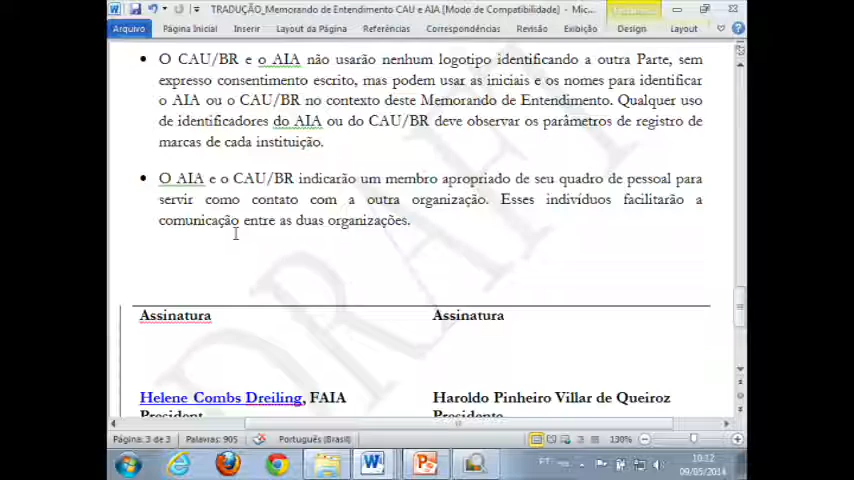 TRADUÇÃO_Memorando de Entendimento CAU e AIA [Modo de Compatibilidade] - Mic...
Arquivo Página Inicial Inserir Layout da Página Referências Correspondências Revisão Exibição Design Layout
• O CAU/BR e o AIA não usarão nenhum logotipo identificando a outra Parte, sem
expresso consentimento escrito, mas podem usar as iniciais e os nomes para identificar
o AIA ou o CAU/BR no contexto deste Memorando de Entendimento. Qualquer uso
de identificadores do AIA ou do CAU/BR deve observar os parâmetros de registro de
marcas de cada instituição.
• O AIA e o CAU/BR indicarão um membro apropriado de seu quadro de pessoal para
servir como contato com a outra organização. Esses indivíduos facilitarão a
comunicação entre as duas organizações.
DRAFT
Assinatura Assinatura
Helene Combs Dreiling, FAIA Haroldo Pinheiro Villar de Queiroz
President Presidente
Página: 3 de 3 Palavras: 905 Português (Brasil) 130%
PT 10:12
09/05/2014